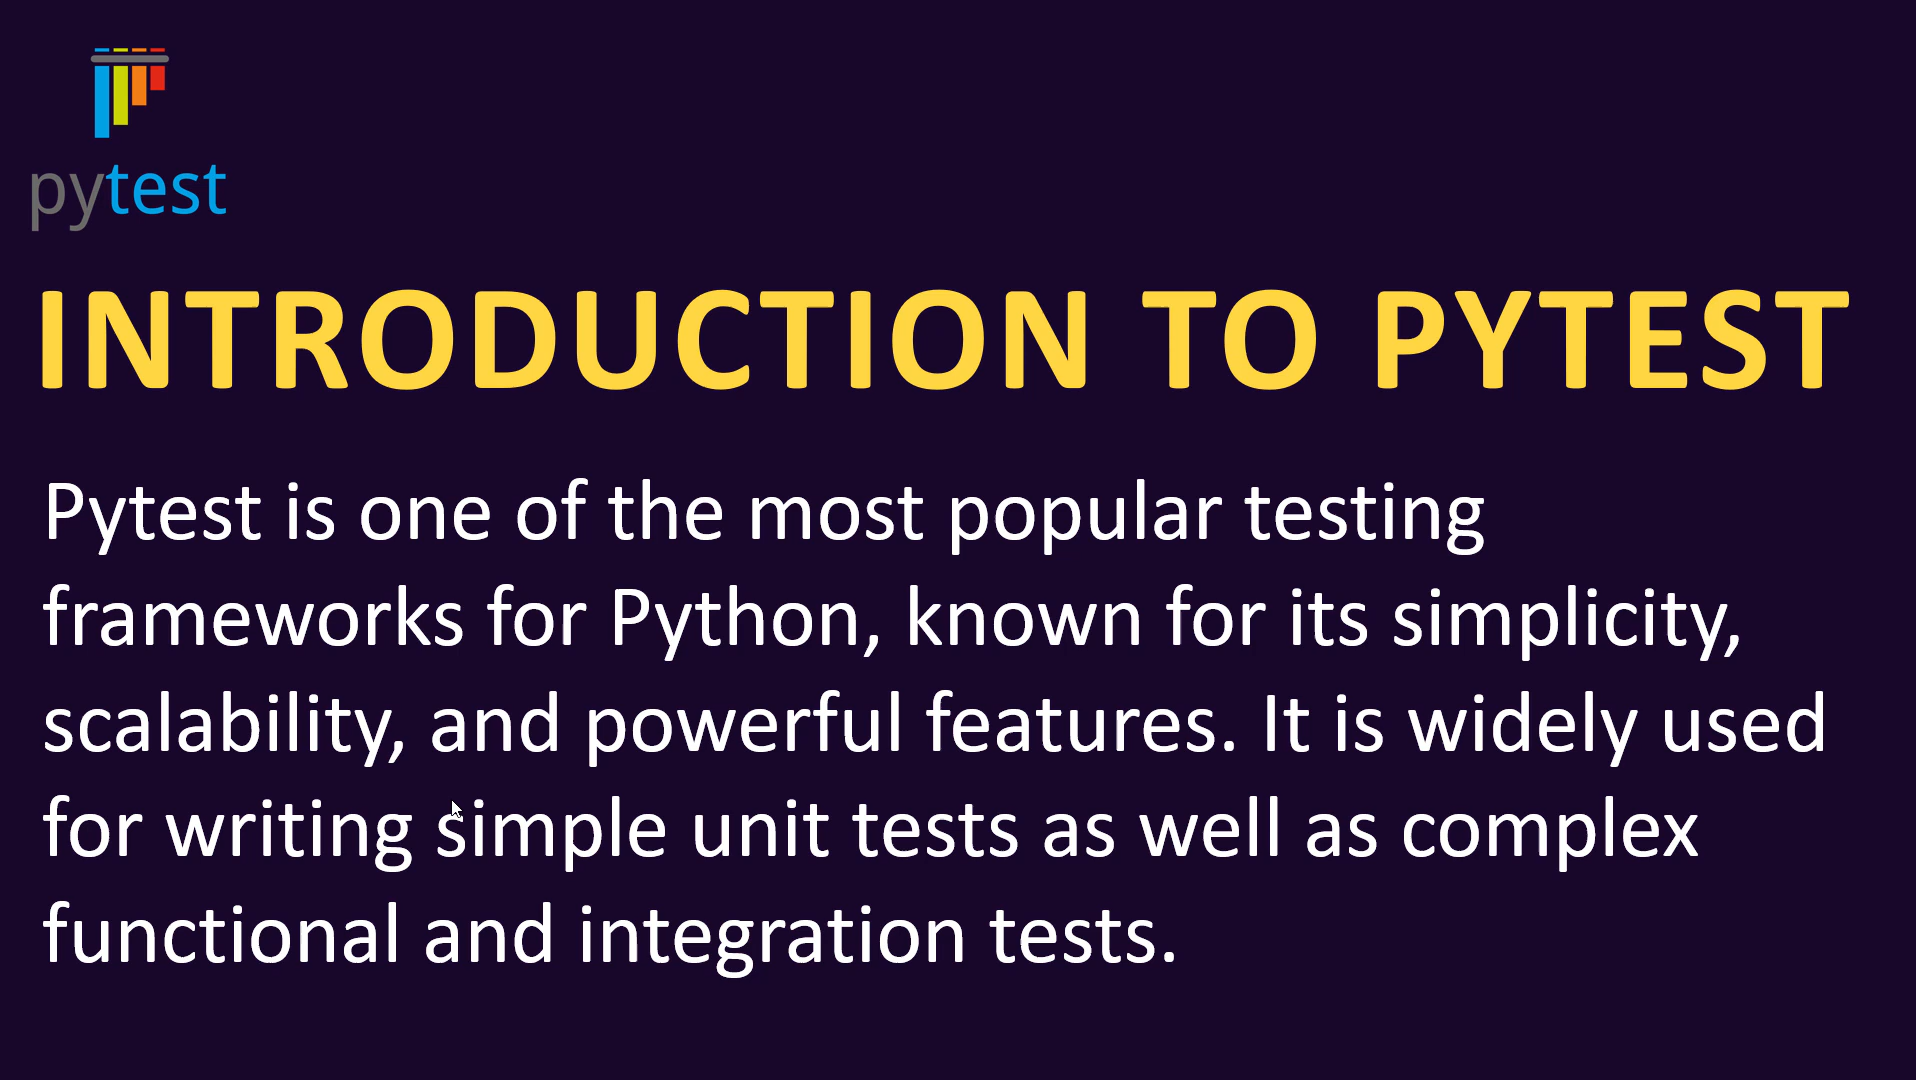 pytest
INTRODUCTION TO PYTEST
Pytest is one of the most popular testing
frameworks for Python, known for its simplicity,
scalability, and powerful features. It is widely used
for writing simple unit tests as well as complex
functional and integration tests.